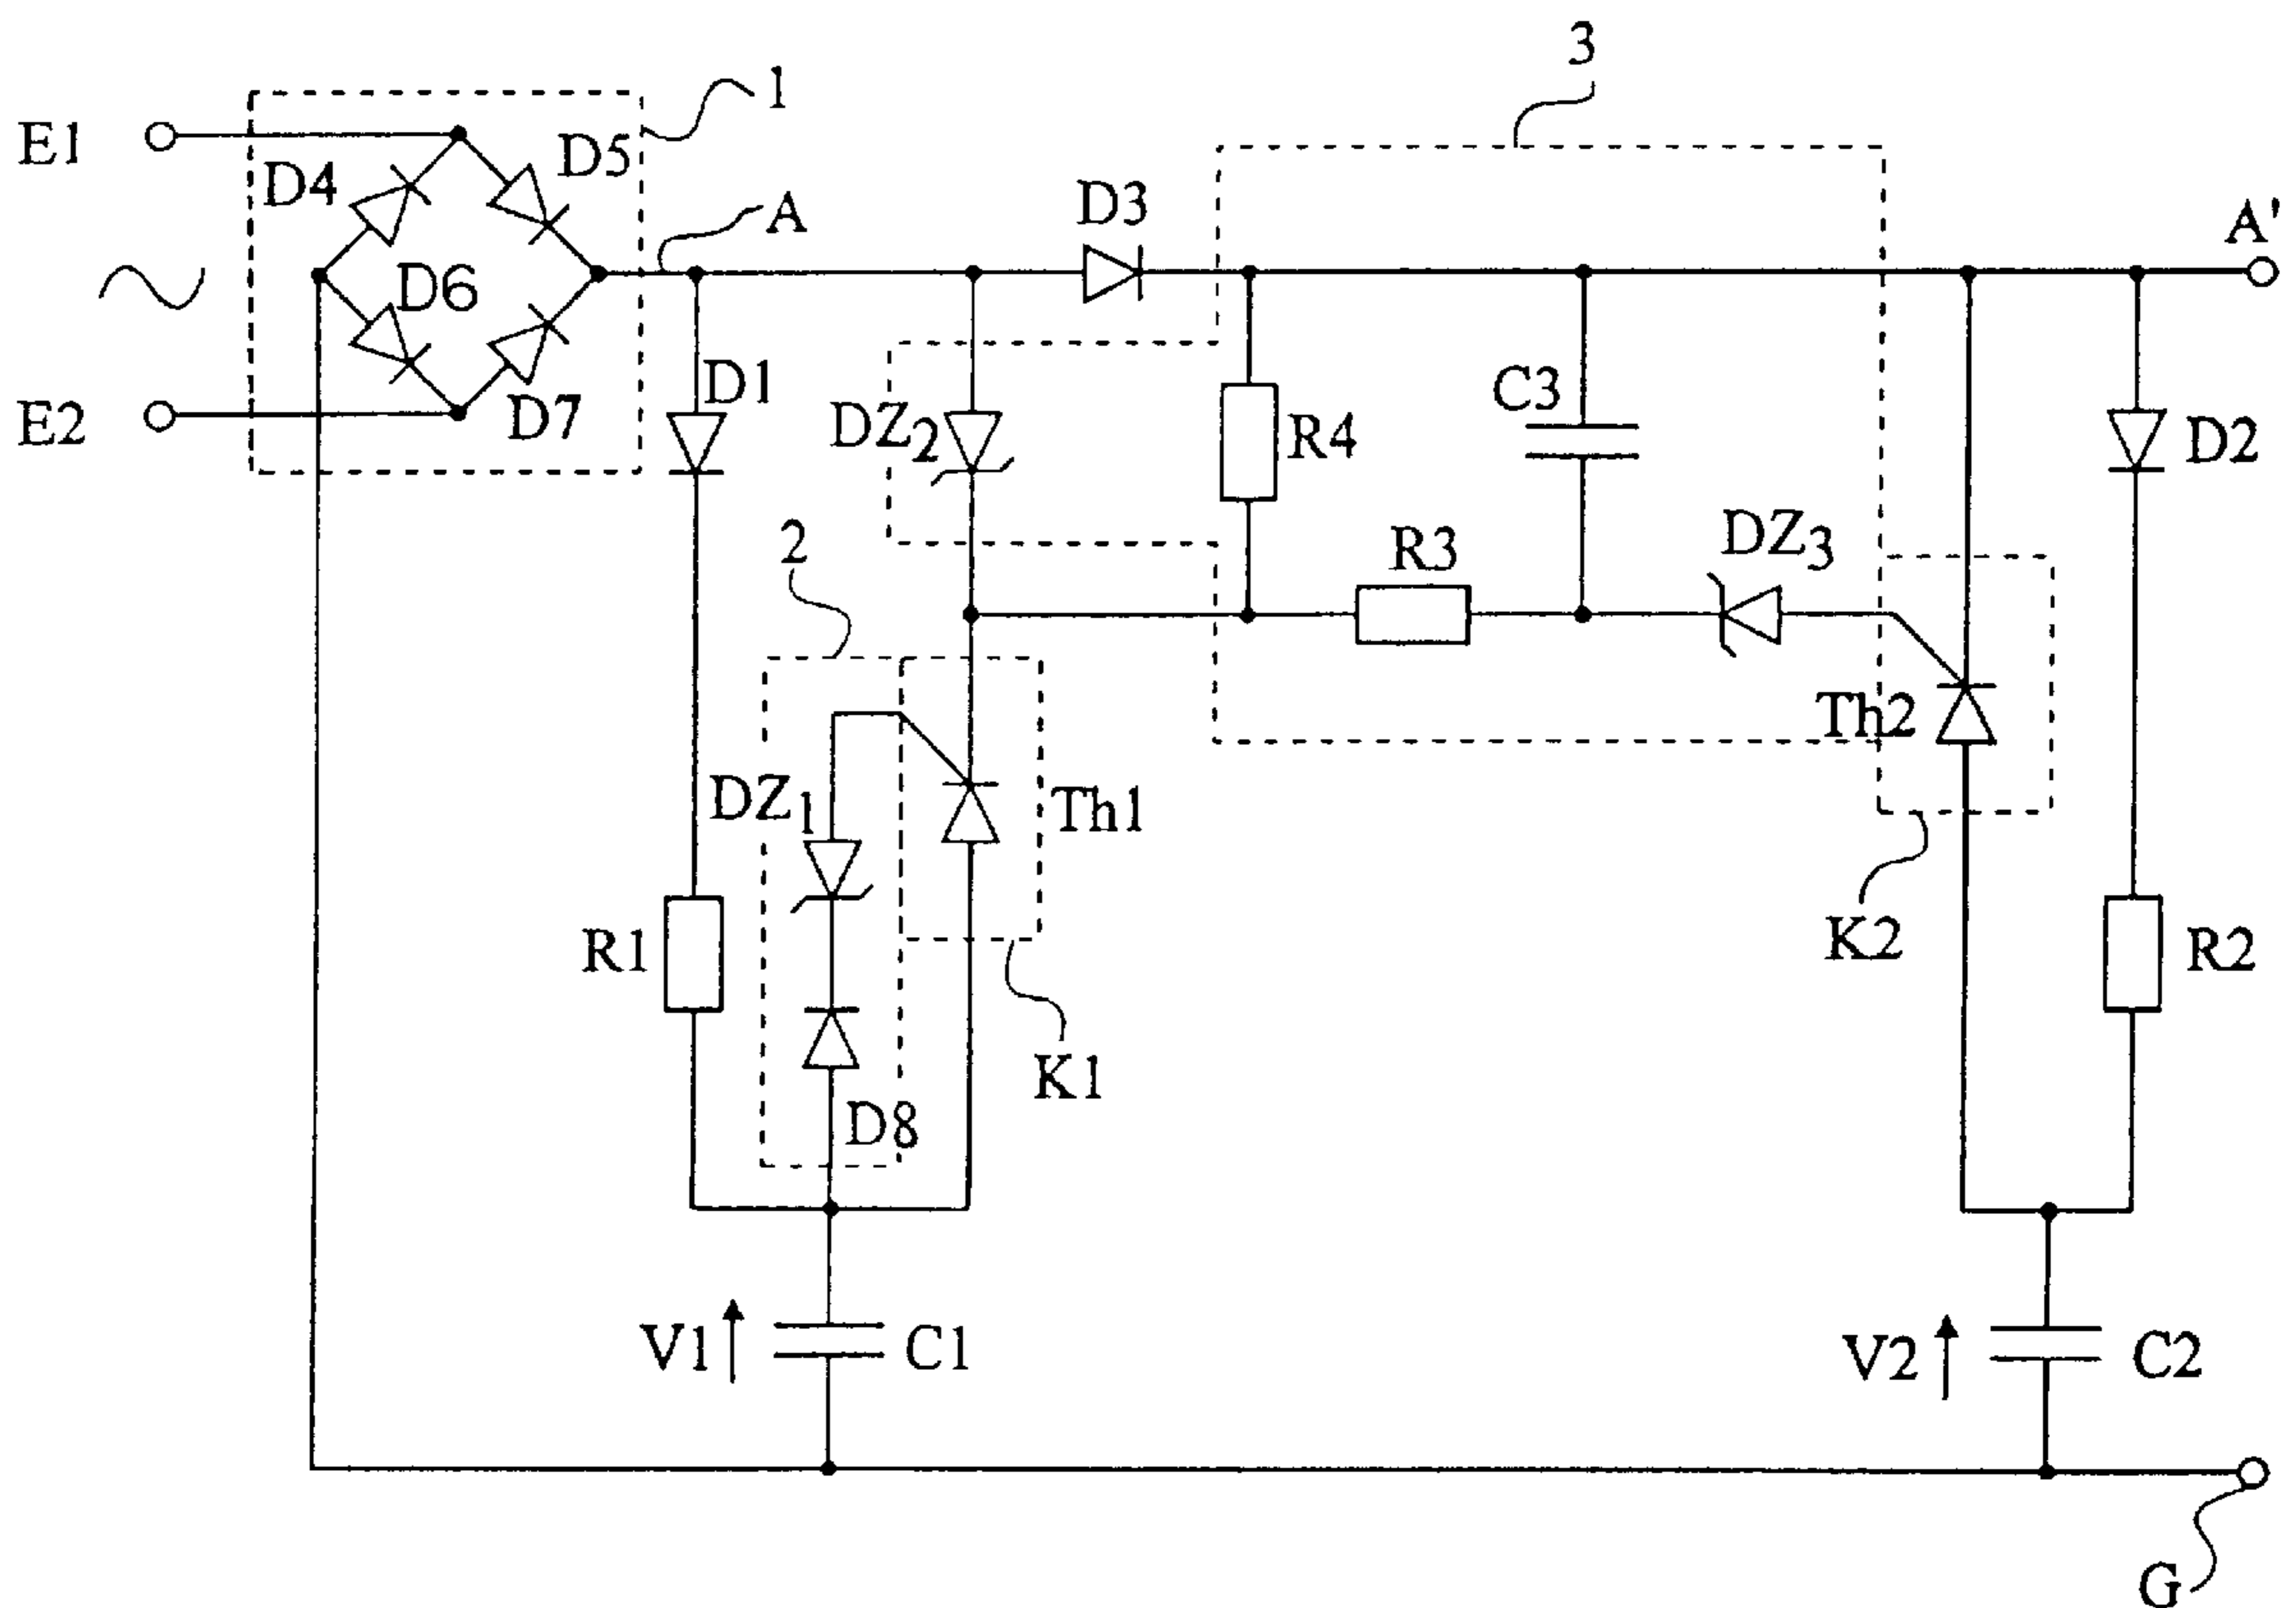 3
1
E1
D5
D4
A
D3
A'
D6
D1
C3
E2
D7
DZ2
R4
D2
2
R3
DZ3
Th2
DZ1
Th1
R1
K2
R2
K1
D8
V1
C1
V2
C2
G